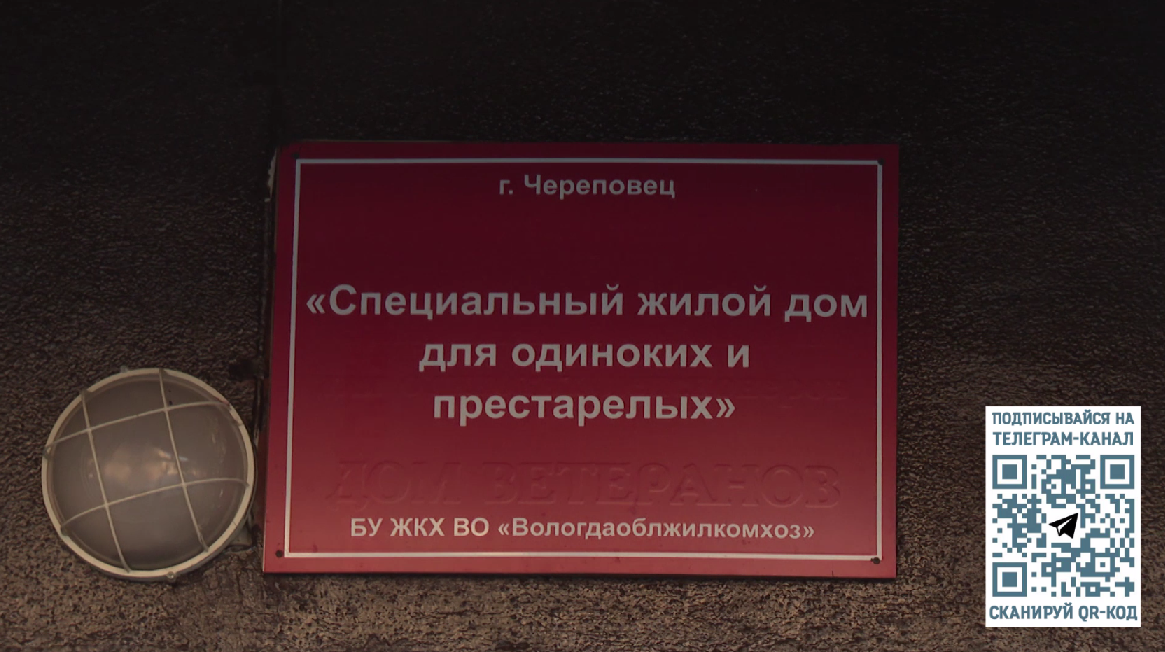 г. Череповец
«Специальный жилой дом
для одиноких и
престарелых»
ДОМ ВЕТЕРАНОВ
БУ ЖКХ ВО «Вологдаоблжилкомхоз»
ПОДПИСЫВАЙСЯ НА
ТЕЛЕГРАМ-КАНАЛ
СКАНИРУЙ QR-КОД